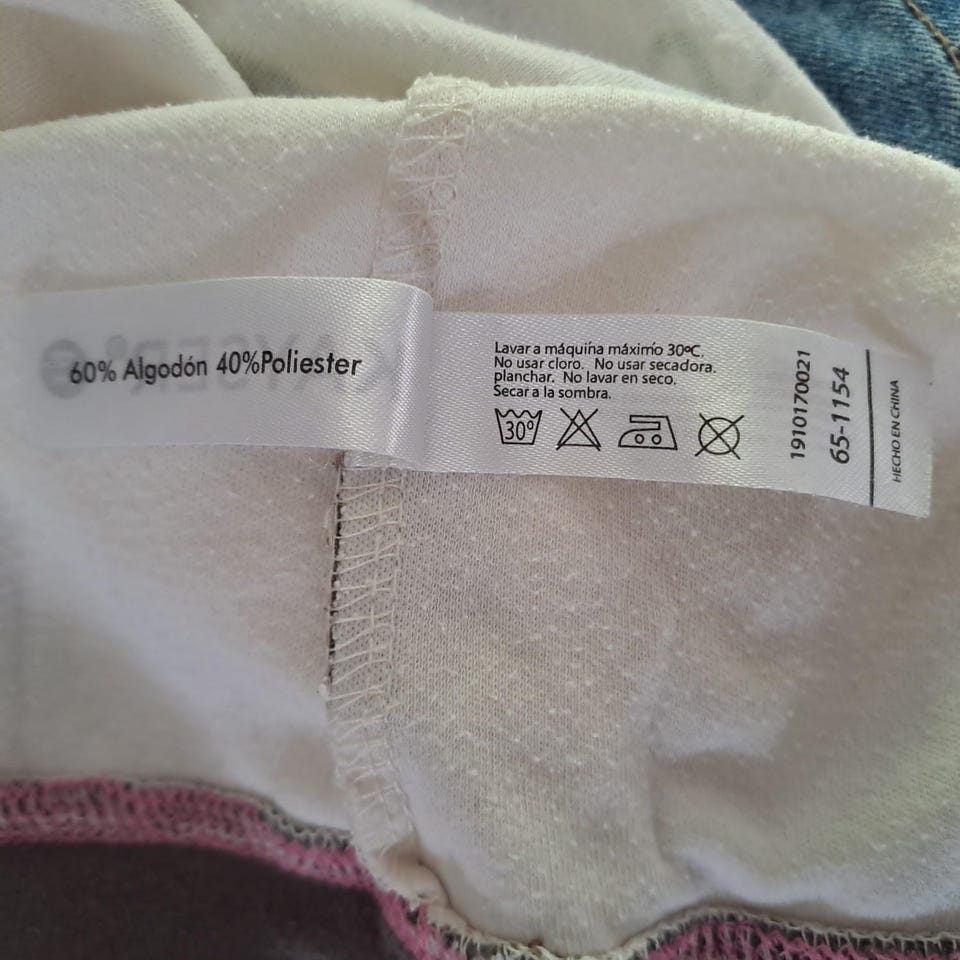 60% Algodón 40%Poliester
Lavar a máquina máximo 30ºC.
No usar cloro. No usar secadora.
planchar. No lavar en seco.
Secar a la sombra.
30º
1910170021
65-1154
HECHO EN CHINA